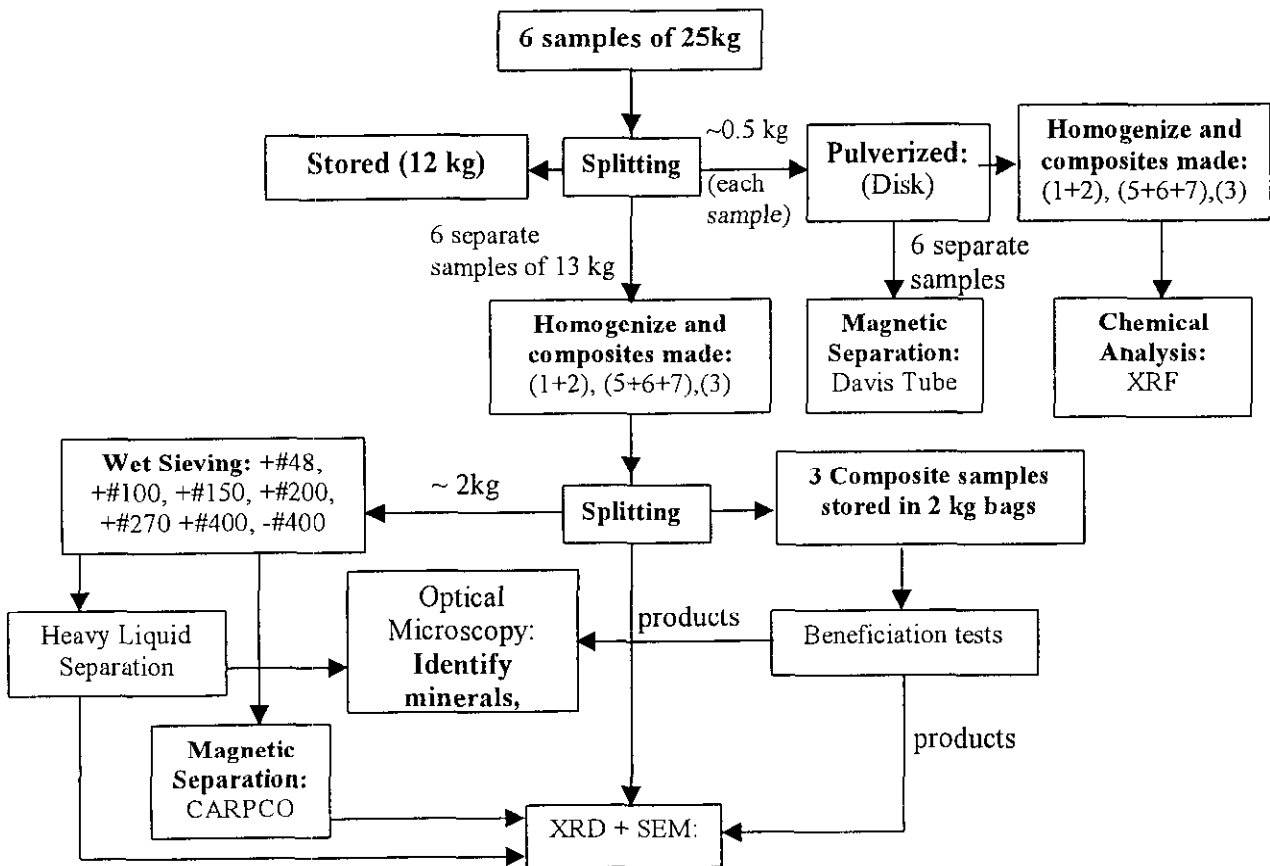 6 samples of 25kg
~0.5 kg
(each
sample)
Stored (12 kg)
Splitting
Pulverized:
(Disk)
Homogenize and
composites made:
(1+2), (5+6+7),(3)
6 separate
samples of 13 kg
6 separate
samples
Homogenize and
composites made:
(1+2), (5+6+7),(3)
Magnetic
Separation:
Davis Tube
Chemical
Analysis:
XRF
Wet Sieving: +#48,
+#100, +#150, +#200,
+#270 +#400, -#400
~ 2kg
Splitting
3 Composite samples
stored in 2 kg bags
Heavy Liquid
Separation
Optical
Microscopy:
Identify
minerals,
products
Beneficiation tests
Magnetic
Separation:
CARPCO
products
XRD + SEM: